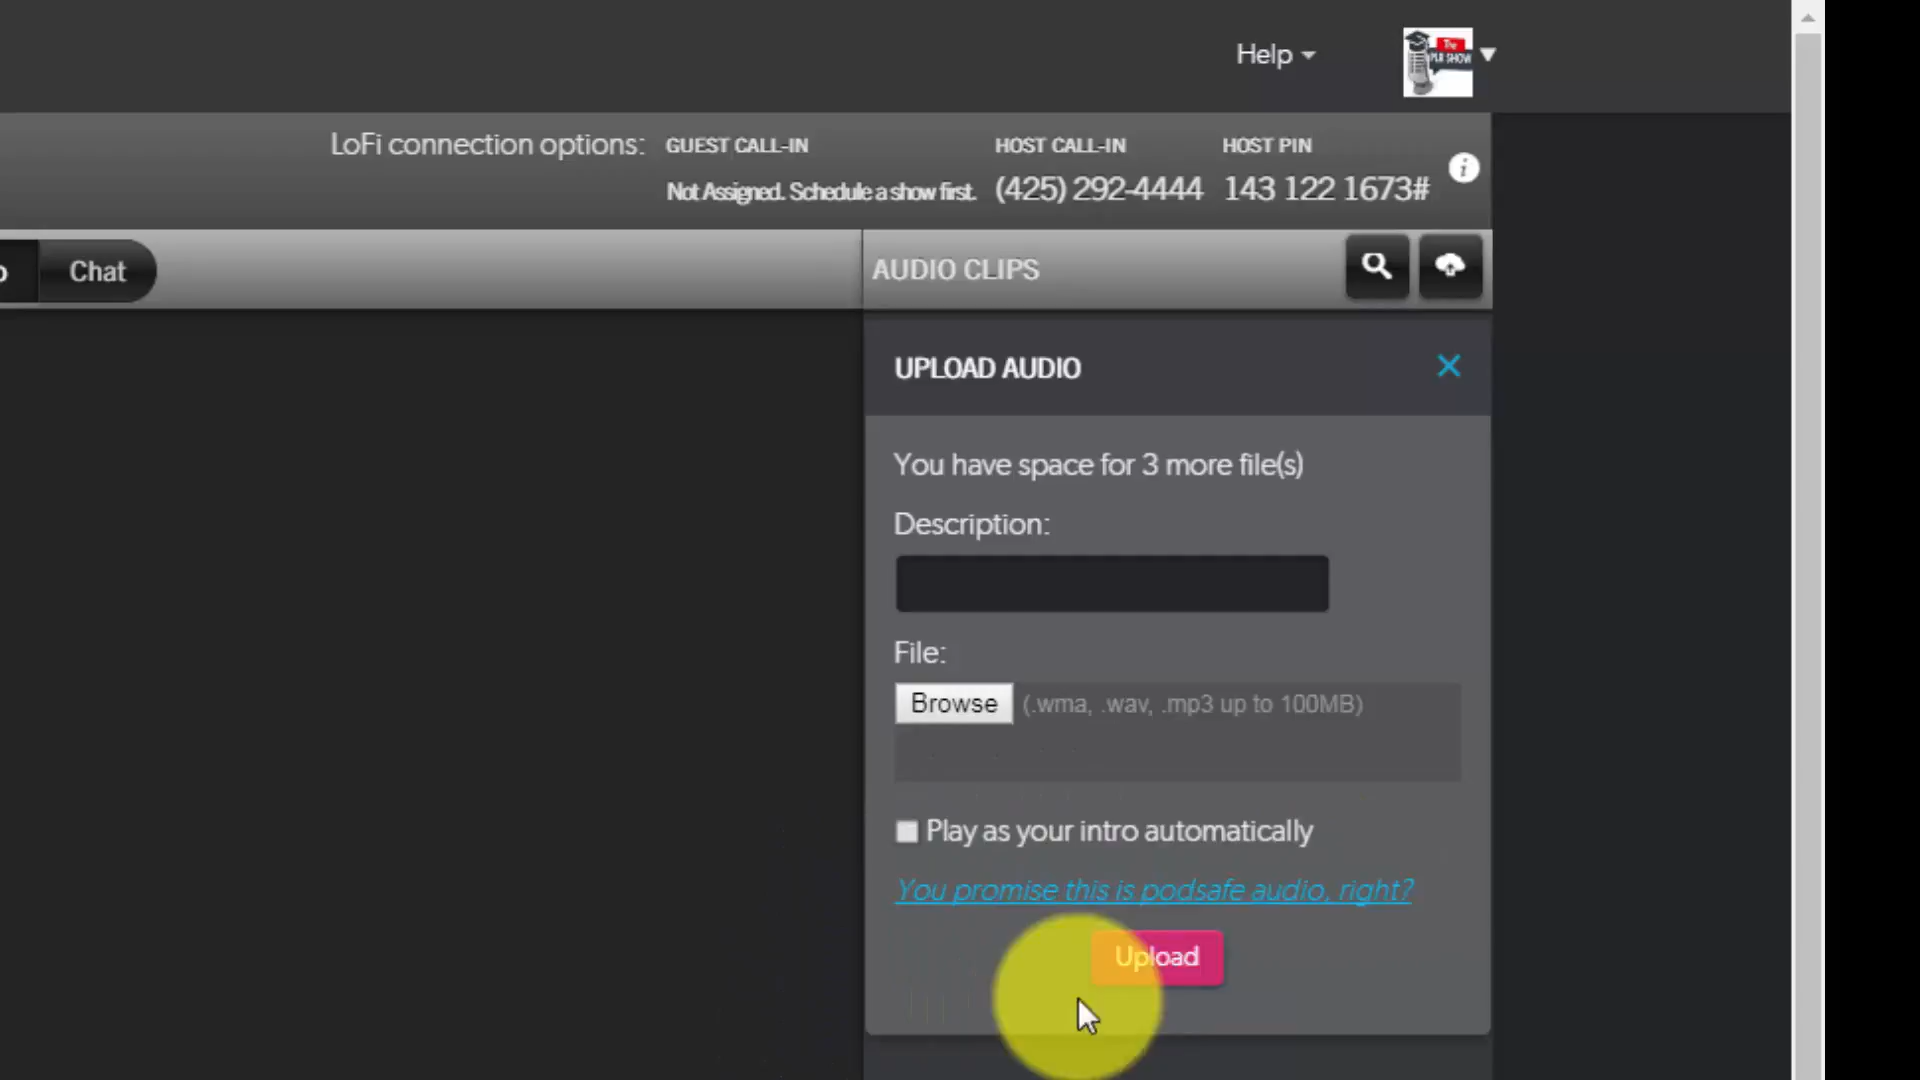 Help
The
PLR SHOW
LoFi connection options:
GUEST CALL-IN
HOST CALL-IN
HOST PIN
Not Assigned. Schedule a show first.
(425) 292-4444
143 122 1673#
Chat
AUDIO CLIPS
UPLOAD AUDIO
You have space for 3 more file(s)
Description:
File:
Browse
(.wma, .wav, .mp3 up to 100MB)
Play as your intro automatically
You promise this is podsafe audio, right?
Upload